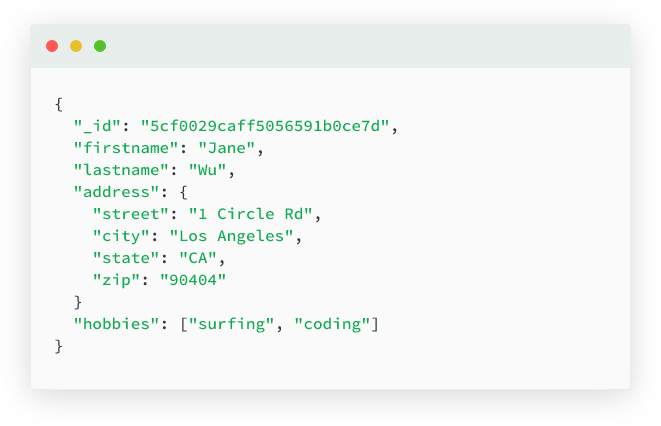 {
  "_id": "5cf0029caff5056591b0ce7d",
  "firstname": "Jane",
  "lastname": "Wu",
  "address": {
    "street": "1 Circle Rd",
    "city": "Los Angeles",
    "state": "CA",
    "zip": "90404"
  }
  "hobbies": ["surfing", "coding"]
}